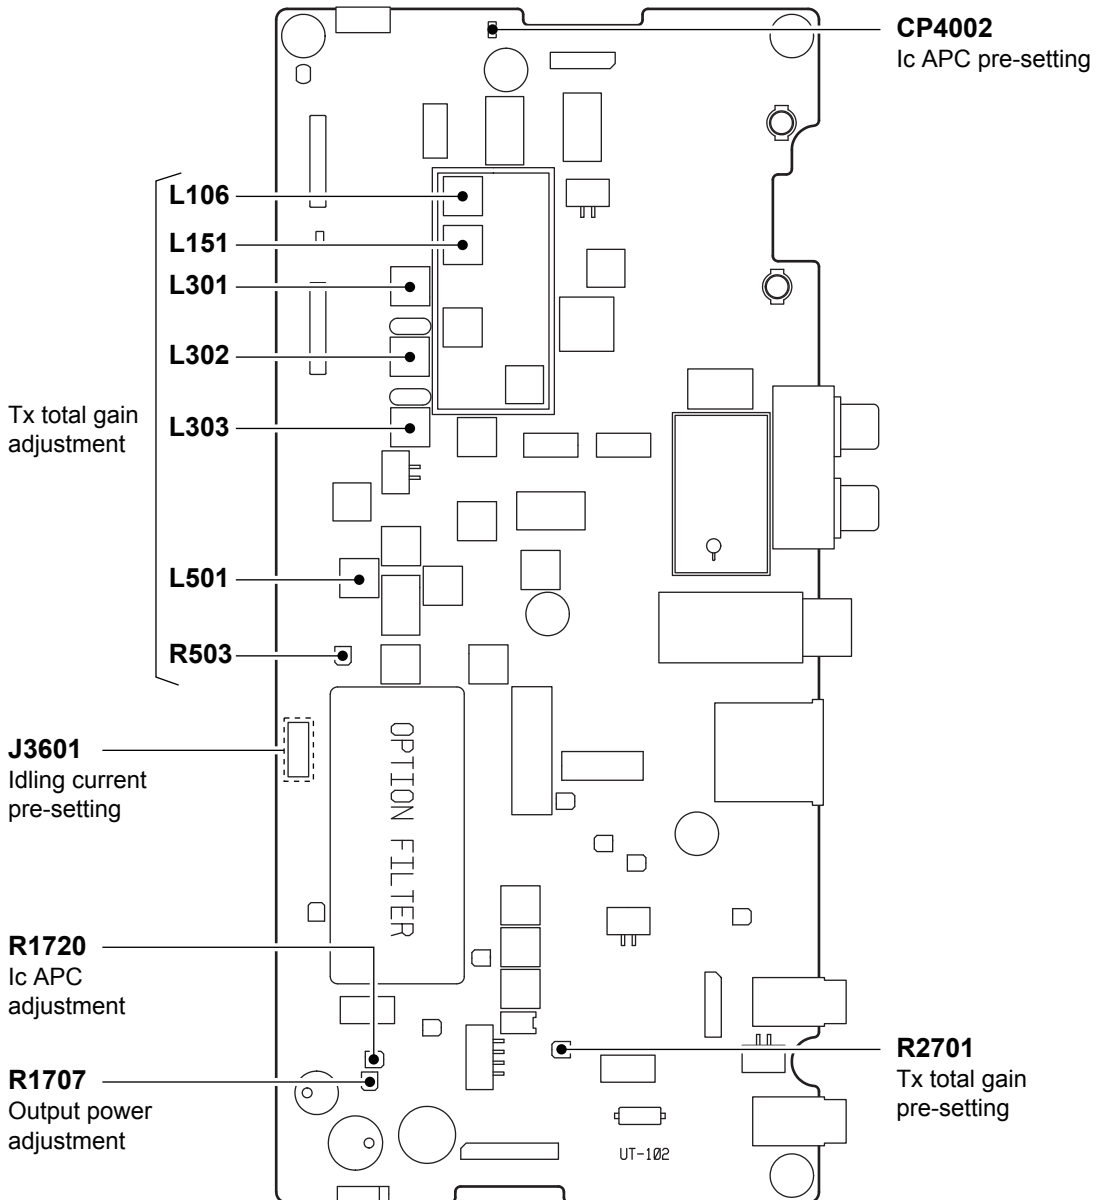 CP4002
Ic APC pre-setting
L106
L151
L301
L302
Tx total gain
adjustment
L303
L501
R503
J3601
Idling current
pre-setting
OPTION FILTER
R1720
Ic APC
adjustment
R1707
Output power
adjustment
R2701
Tx total gain
pre-setting
UT-102